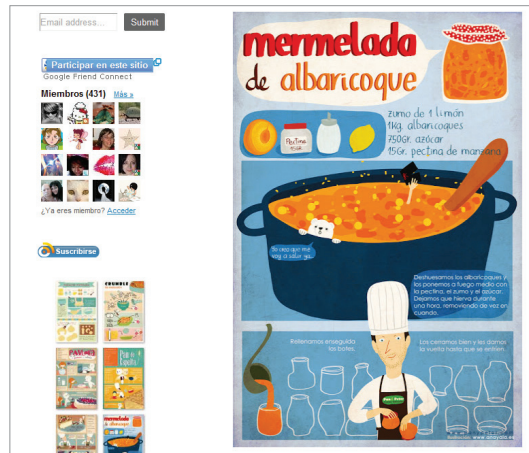 Email address...
Submit
Participar en este sitio
Google Friend Connect
Miembros (431) Más »
¿Ya eres miembro? Acceder
Suscribirse
mermelada
de albaricoque
zumo de 1 limón
1kg. albaricoques
750Gr. azúcar
15Gr. pectina de manzana
Pectina
Yo creo que me
voy a salir ya...
Deshuesamos los albaricoques y
los ponemos a fuego medio con
la pectina, el zumo y el azúcar.
Dejamos que hierva durante
una hora, removiendo de vez en
cuando.
Rellenamos enseguida
los botes.
Los cerramos bien y les damos
la vuelta hasta que se enfríen.